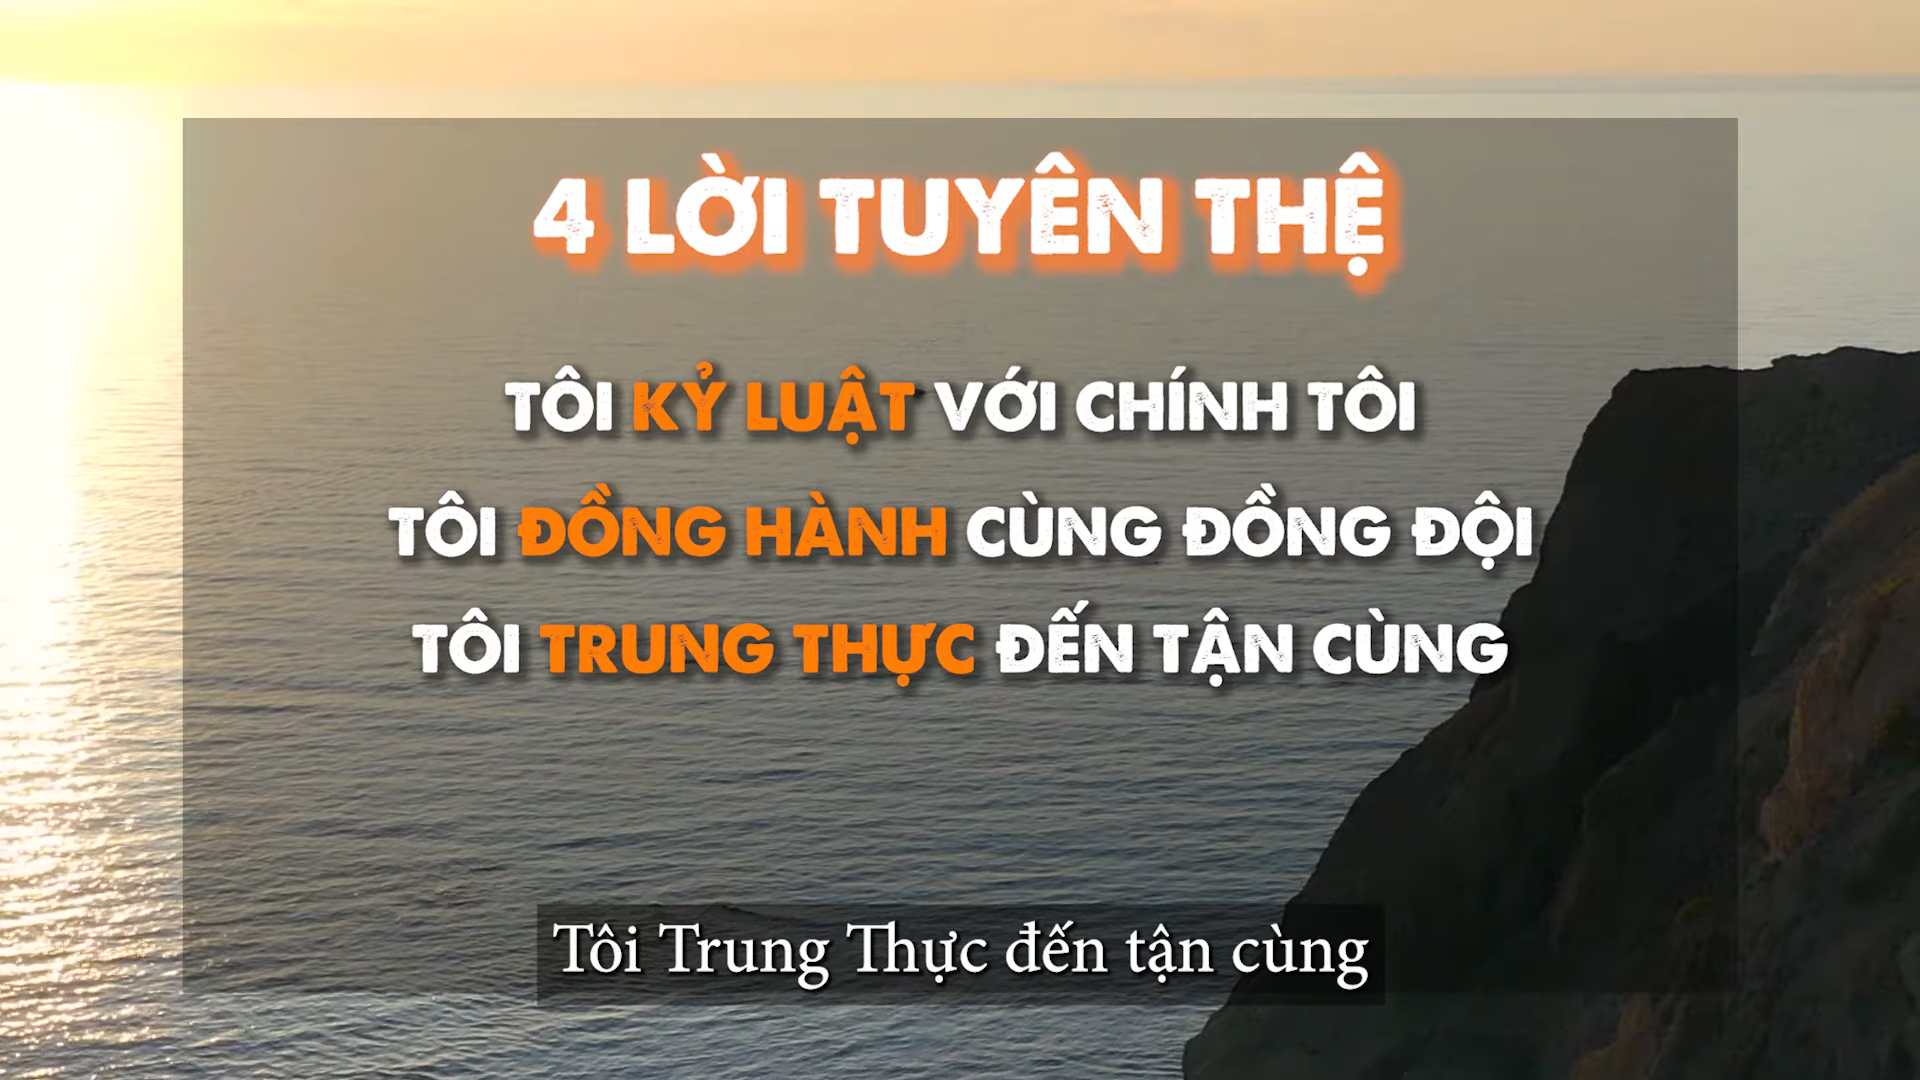 4 LỜI TUYÊN THỆ
TÔI KỶ LUẬT VỚI CHÍNH TÔI
TÔI ĐỒNG HÀNH CÙNG ĐỒNG ĐỘI
TÔI TRUNG THỰC ĐẾN TẬN CÙNG
Tôi Trung Thực đến tận cùng